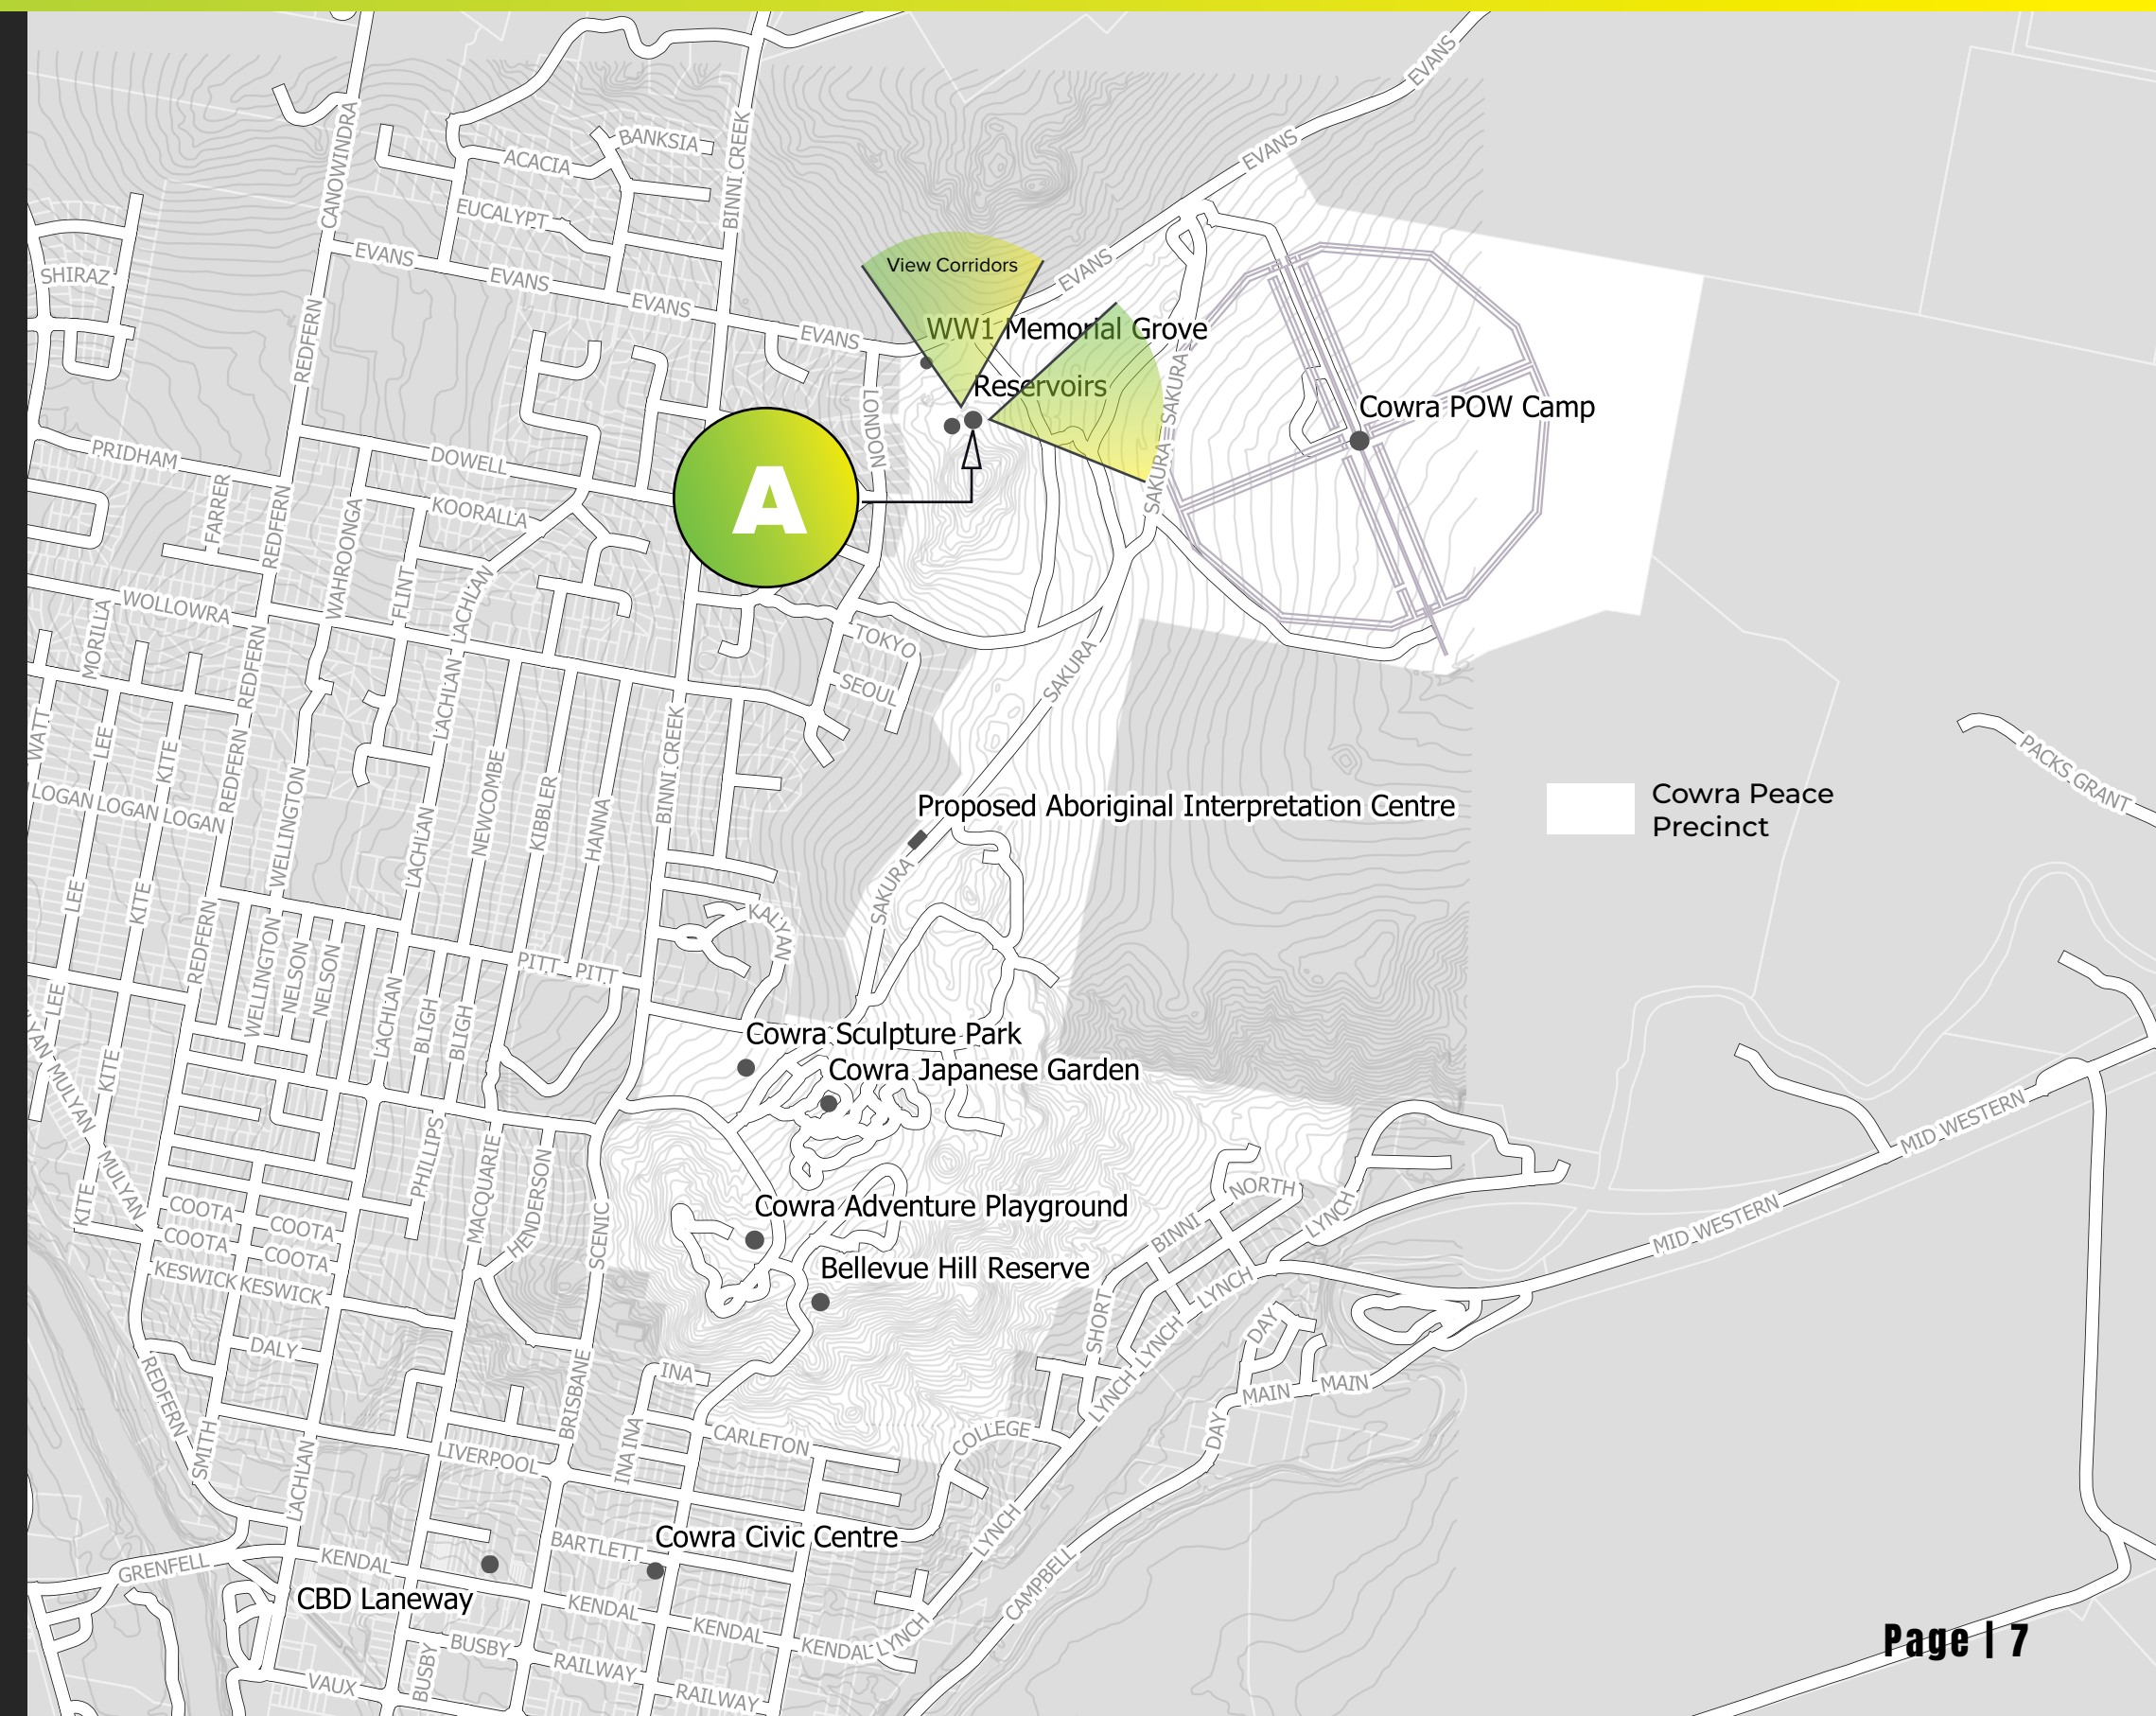 EVANS
CANOWINDRA
BINNI CREEK
BANKSIA
ACACIA
EVANS
EUCALYPT
EVANS
EVANS
EVANS
EVANS
EVANS
SHIRAZ
View Corridors
REDFERN
WW1 Memorial Grove
Reservoirs
LONDON
SAKURA
SAKURA
Cowra POW Camp
PRIDHAM
DOWELL
FARRER
REDFERN
WAHROONGA
KOORALLA
A
WOLLOWRA
MORILLA
FLINT
LACHLAN
LACHLAN
REDFERN
TOKYO
SEOUL
SAKURA
WATT
LEE
KITE
REDFERN
LACHLAN
NEWCOMBE
KIBBLER
HANNA
BINNI CREEK
PACKS GRANT
LOGAN LOGAN LOGAN
WELLINGTON
LACHLAN
Proposed Aboriginal Interpretation Centre
Cowra Peace
Precinct
SAKURA
LEE
KITE
REDFERN
WELLINGTON
NELSON
NELSON
KALYAN
PITT
PITT
LEE
LACHLAN
BLIGH
BLIGH
MULYAN
KITE
Cowra Sculpture Park
Cowra Japanese Garden
MID WESTERN
MULYAN
KITE
PHILLIPS
MACQUARIE
HENDERSON
SCENIC
COOTA
COOTA
COOTA
COOTA
KESWICK
KESWICK
Cowra Adventure Playground
Bellevue Hill Reserve
NORTH
BINNI
LYNCH
MID WESTERN
LYNCH
SHORT
LYNCH
DAY
DALY
REDFERN
BRISBANE
INA
LYNCH
MAIN
MAIN
SMITH
LACHLAN
LIVERPOOL
INA
INA
CARLETON
COLLEGE
DAY
LYNCH
GRENFELL
KENDAL
BARTLETT
Cowra Civic Centre
CBD Laneway
KENDAL
KENDAL
KENDAL
LYNCH
CAMPBELL
BUSBY
BUSBY
RAILWAY
RAILWAY
VAUX
Page | 7